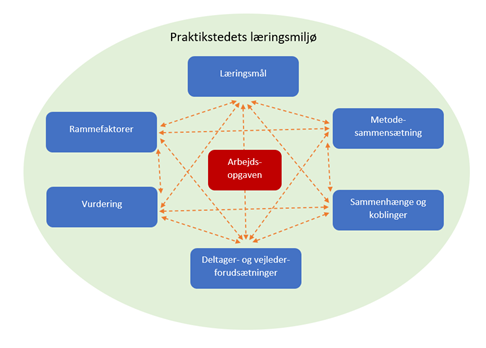 Praktikstedets læringsmiljø
Læringsmål
Rammefaktorer
Metode-
sammensætning
Arbejds-
opgaven
Vurdering
Sammenhænge og
koblinger
Deltager- og vejleder-
forudsætninger